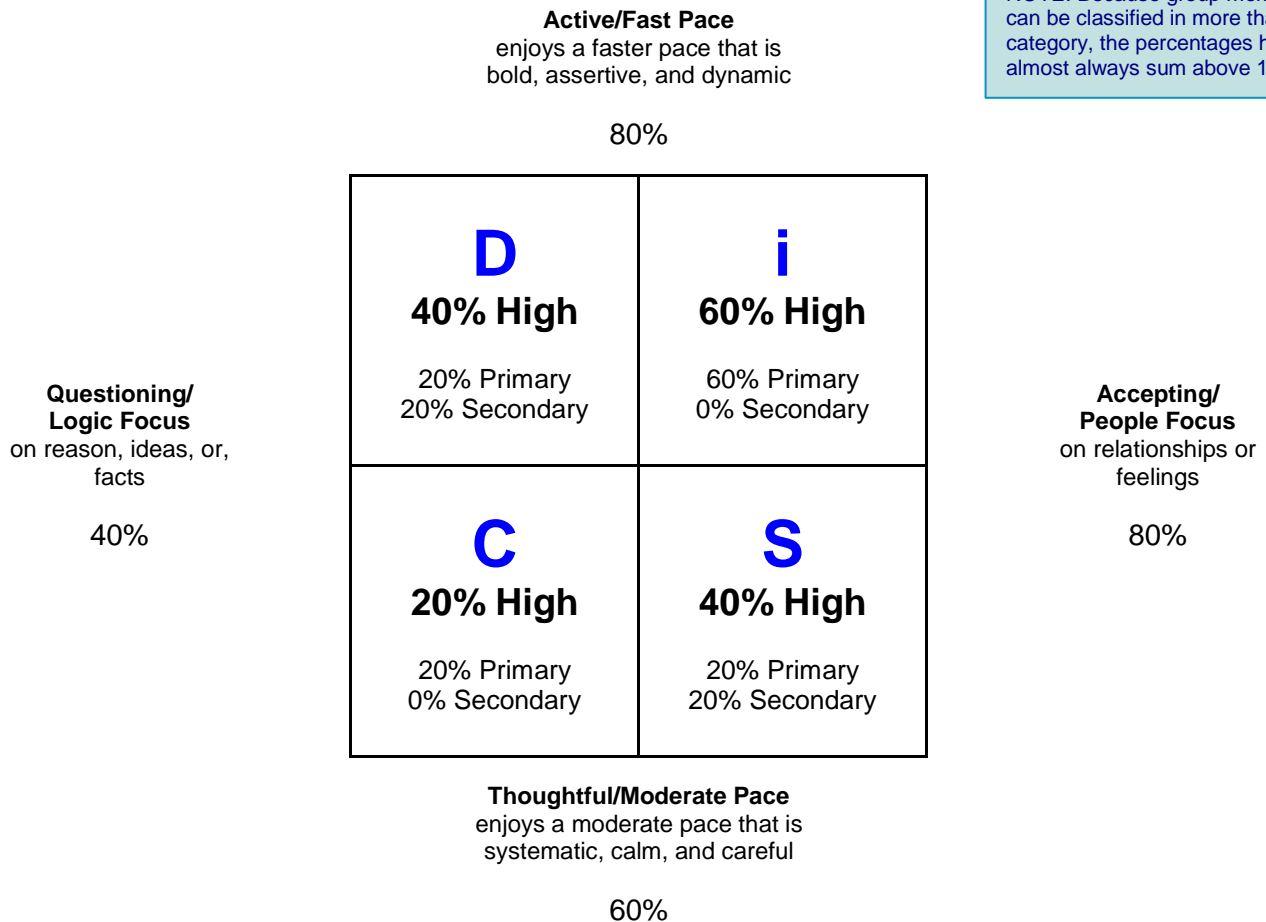 Active/Fast Pace
enjoys a faster pace that is
bold, assertive, and dynamic
80%
can be classified in more
category, the percentages
almost always sum above
D
40% High
20% Primary
20% Secondary
i
60% High
60% Primary
0% Secondary
Questioning/
Logic Focus
on reason, ideas, or,
facts
40%
Accepting/
People Focus
on relationships or
feelings
80%
C
20% High
20% Primary
0% Secondary
S
40% High
20% Primary
20% Secondary
Thoughtful/Moderate Pace
enjoys a moderate pace that is
systematic, calm, and careful
60%